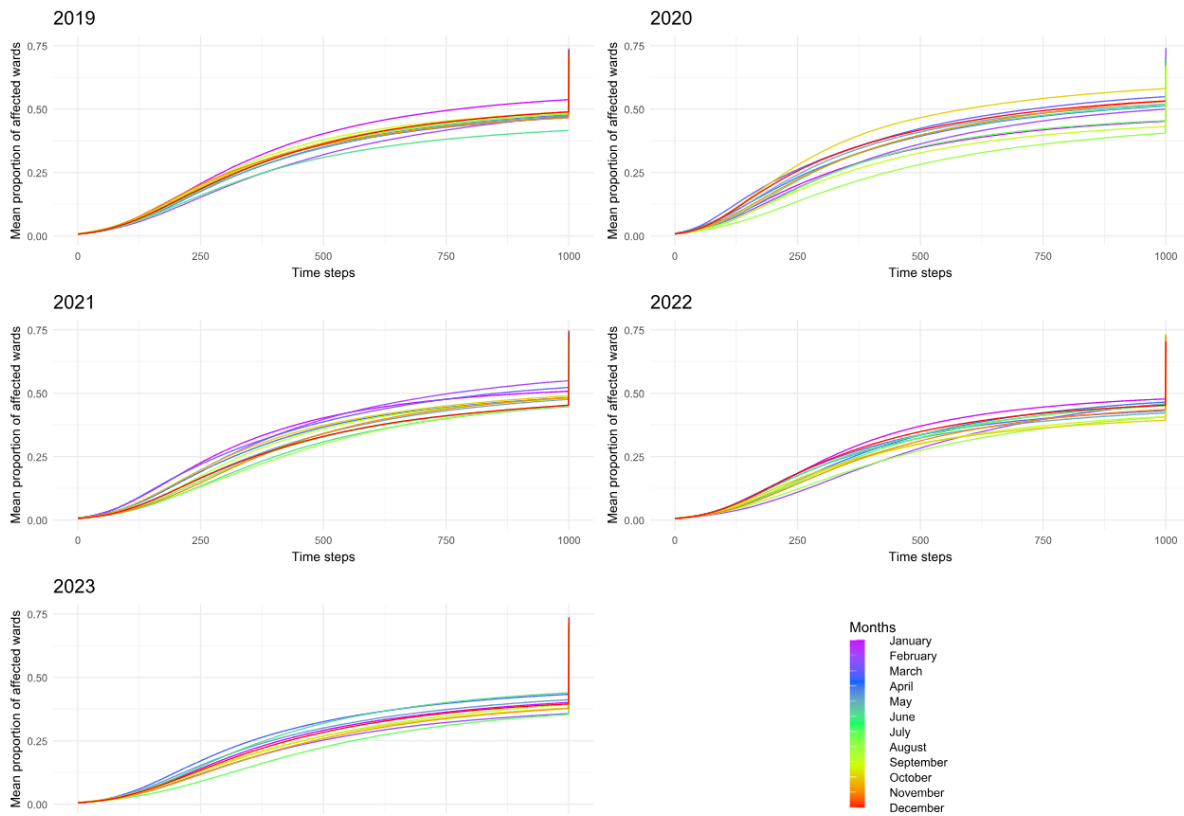 2019
Mean proportion of affected wards
0.75
0.50
0.25
0.00
0
250
500
750
1000
Time steps
2020
Mean proportion of affected wards
0.75
0.50
0.25
0.00
0
250
500
750
1000
Time steps
2021
Mean proportion of affected wards
0.75
0.50
0.25
0.00
0
250
500
750
1000
Time steps
2022
Mean proportion of affected wards
0.75
0.50
0.25
0.00
0
250
500
750
1000
Time steps
2023
Mean proportion of affected wards
0.75
0.50
0.25
0.00
Months
January
February
March
April
May
June
July
August
September
October
November
December